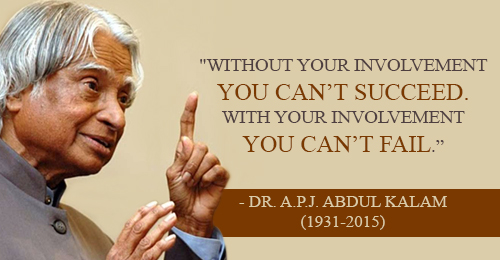 "WITHOUT YOUR INVOLVEMENT
YOU CAN'T SUCCEED.
WITH YOUR INVOLVEMENT
YOU CAN'T FAIL."
- DR. A.P.J. ABDUL KALAM
(1931-2015)